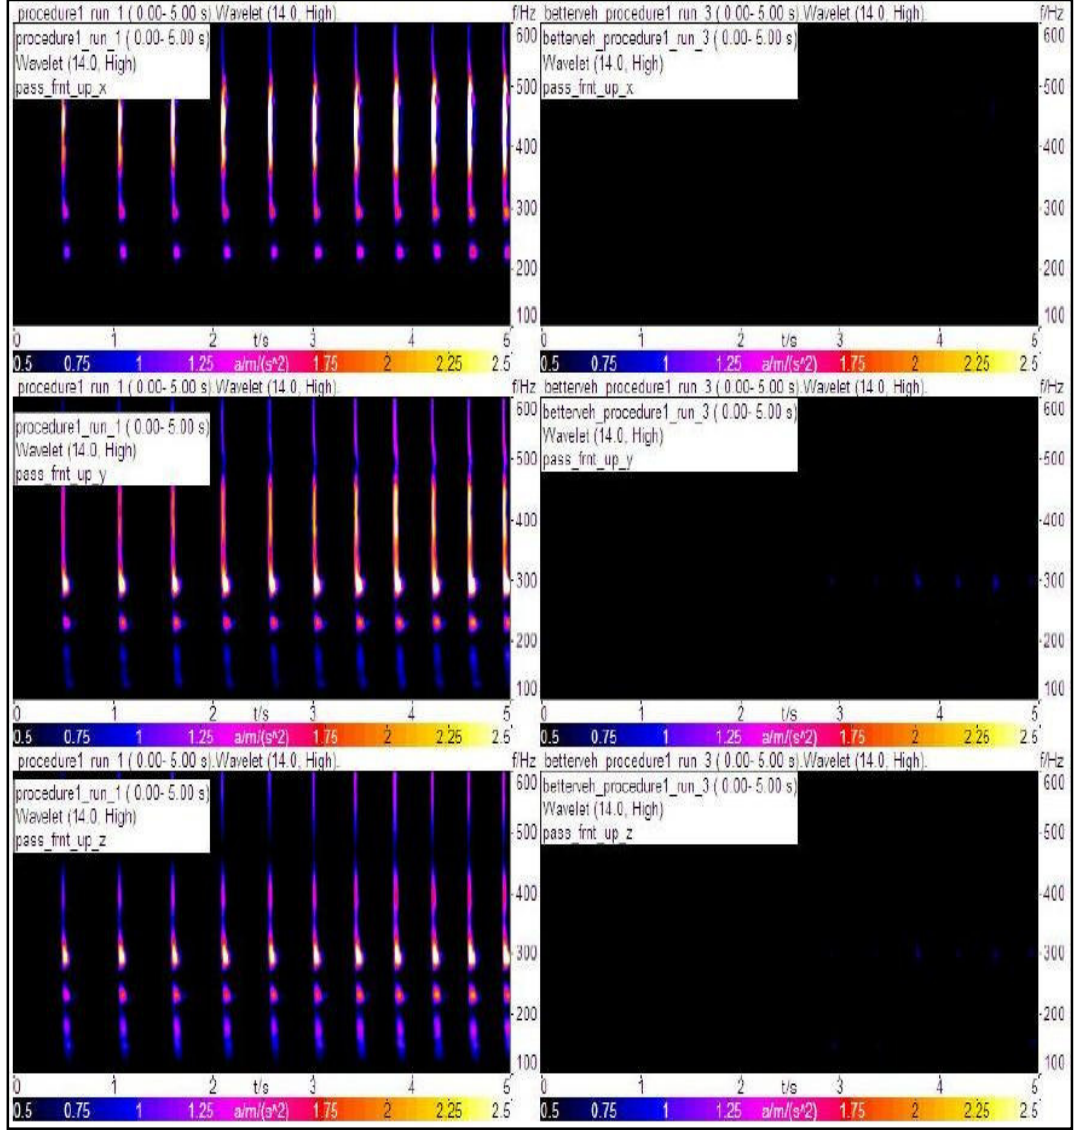 procedure1_run_1 ( 0.00- 5.00 s).Wavelet (14.0, High). f/Hz
procedure1_run_1 ( 0.00- 5.00 s)
Wavelet (14.0, High)
pass_frnt_up_x
600
500
400
300
200
100
0 1 2 t/s 3 4 5
0.5 0.75 1 1.25 a/m/(s^2) 1.75 2 2.25 2.5
betterveh_procedure1_run_3 ( 0.00- 5.00 s).Wavelet (14.0, High). f/Hz
betterveh_procedure1_run_3 ( 0.00- 5.00 s)
Wavelet (14.0, High)
pass_frnt_up_x
600
500
400
300
200
100
0 1 2 t/s 3 4 5
0.5 0.75 1 1.25 a/m/(s^2) 1.75 2 2.25 2.5
procedure1_run_1 ( 0.00- 5.00 s).Wavelet (14.0, High). f/Hz
procedure1_run_1 ( 0.00- 5.00 s)
Wavelet (14.0, High)
pass_frnt_up_y
600
500
400
300
200
100
0 1 2 t/s 3 4 5
0.5 0.75 1 1.25 a/m/(s^2) 1.75 2 2.25 2.5
betterveh_procedure1_run_3 ( 0.00- 5.00 s).Wavelet (14.0, High). f/Hz
betterveh_procedure1_run_3 ( 0.00- 5.00 s)
Wavelet (14.0, High)
pass_frnt_up_y
600
500
400
300
200
100
0 1 2 t/s 3 4 5
0.5 0.75 1 1.25 a/m/(s^2) 1.75 2 2.25 2.5
procedure1_run_1 ( 0.00- 5.00 s).Wavelet (14.0, High). f/Hz
procedure1_run_1 ( 0.00- 5.00 s)
Wavelet (14.0, High)
pass_frnt_up_z
600
500
400
300
200
100
0 1 2 t/s 3 4 5
0.5 0.75 1 1.25 a/m/(s^2) 1.75 2 2.25 2.5
betterveh_procedure1_run_3 ( 0.00- 5.00 s).Wavelet (14.0, High). f/Hz
betterveh_procedure1_run_3 ( 0.00- 5.00 s)
Wavelet (14.0, High)
pass_frnt_up_z
600
500
400
300
200
100
0 1 2 t/s 3 4 5
0.5 0.75 1 1.25 a/m/(s^2) 1.75 2 2.25 2.5